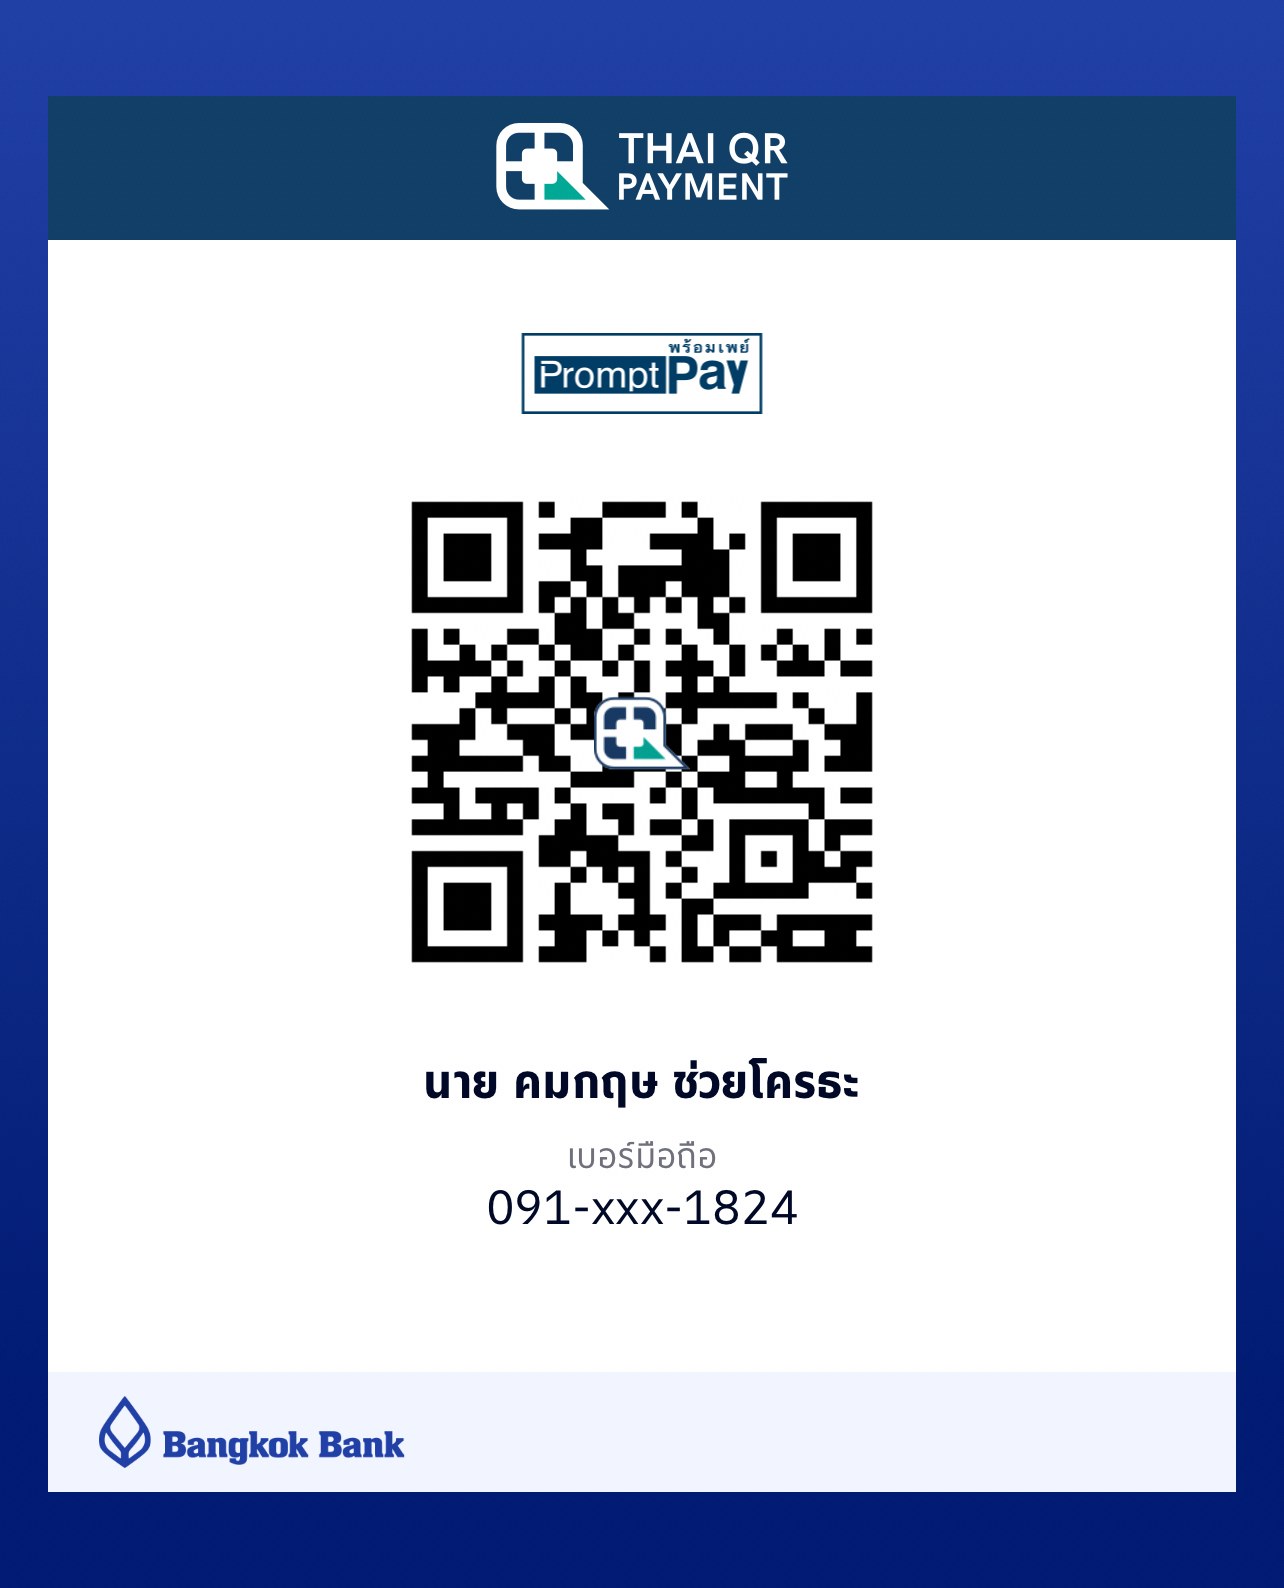 THAI QR
PAYMENT
พร้อมเพย์
PromptPay
นาย คมกฤษ ช่วยโครธะ
เบอร์มือถือ
091-xxx-1824
Bangkok Bank